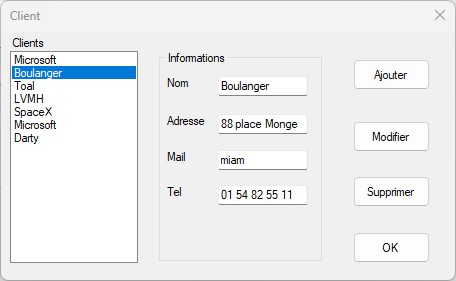 Client
Clients
Microsoft
Boulanger
Toal
LVMH
SpaceX
Microsoft
Darty
Informations
Nom Boulanger
Adresse 88 place Monge
Mail miam
Tel 01 54 82 55 11
Ajouter
Modifier
Supprimer
OK